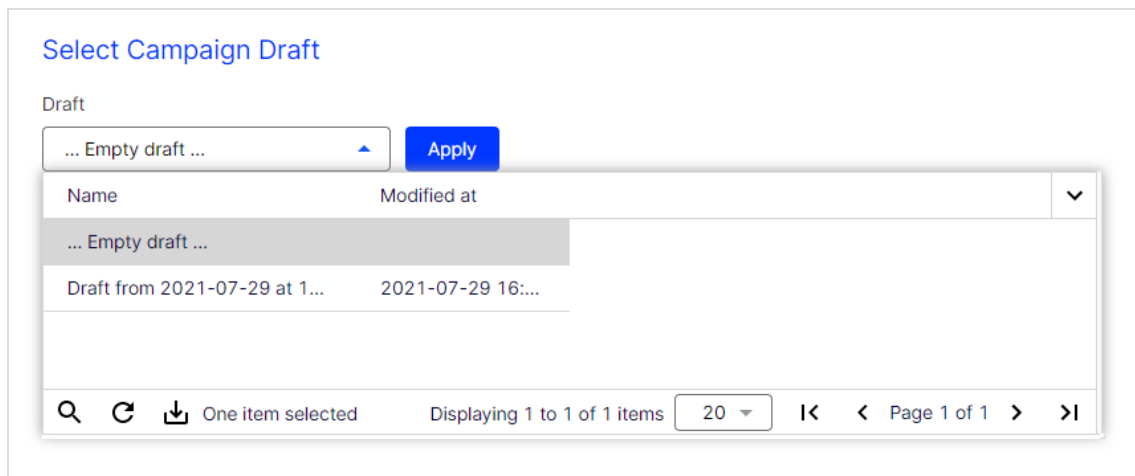 Select Campaign Draft
Draft
... Empty draft ... Apply
Name Modified at
... Empty draft ...
Draft from 2021-07-29 at 1... 2021-07-29 16:...
One item selected Displaying 1 to 1 of 1 items 20 Page 1 of 1